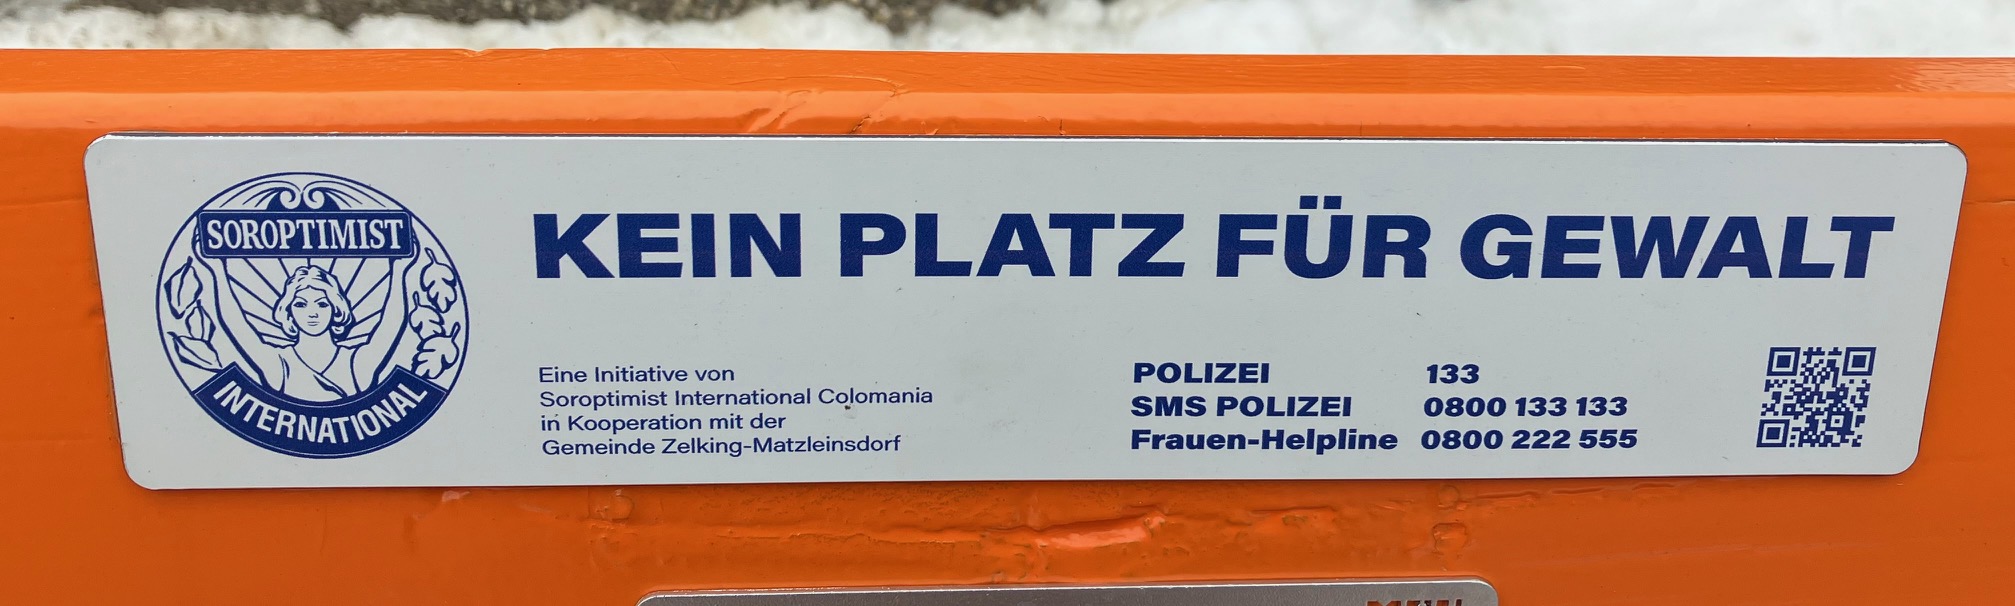 SOROPTIMIST
INTERNATIONAL
KEIN PLATZ FÜR GEWALT
Eine Initiative von
Soroptimist International Colomania
in Kooperation mit der
Gemeinde Zelking-Matzleinsdorf
POLIZEI 133
SMS POLIZEI 0800 133 133
Frauen-Helpline 0800 222 555